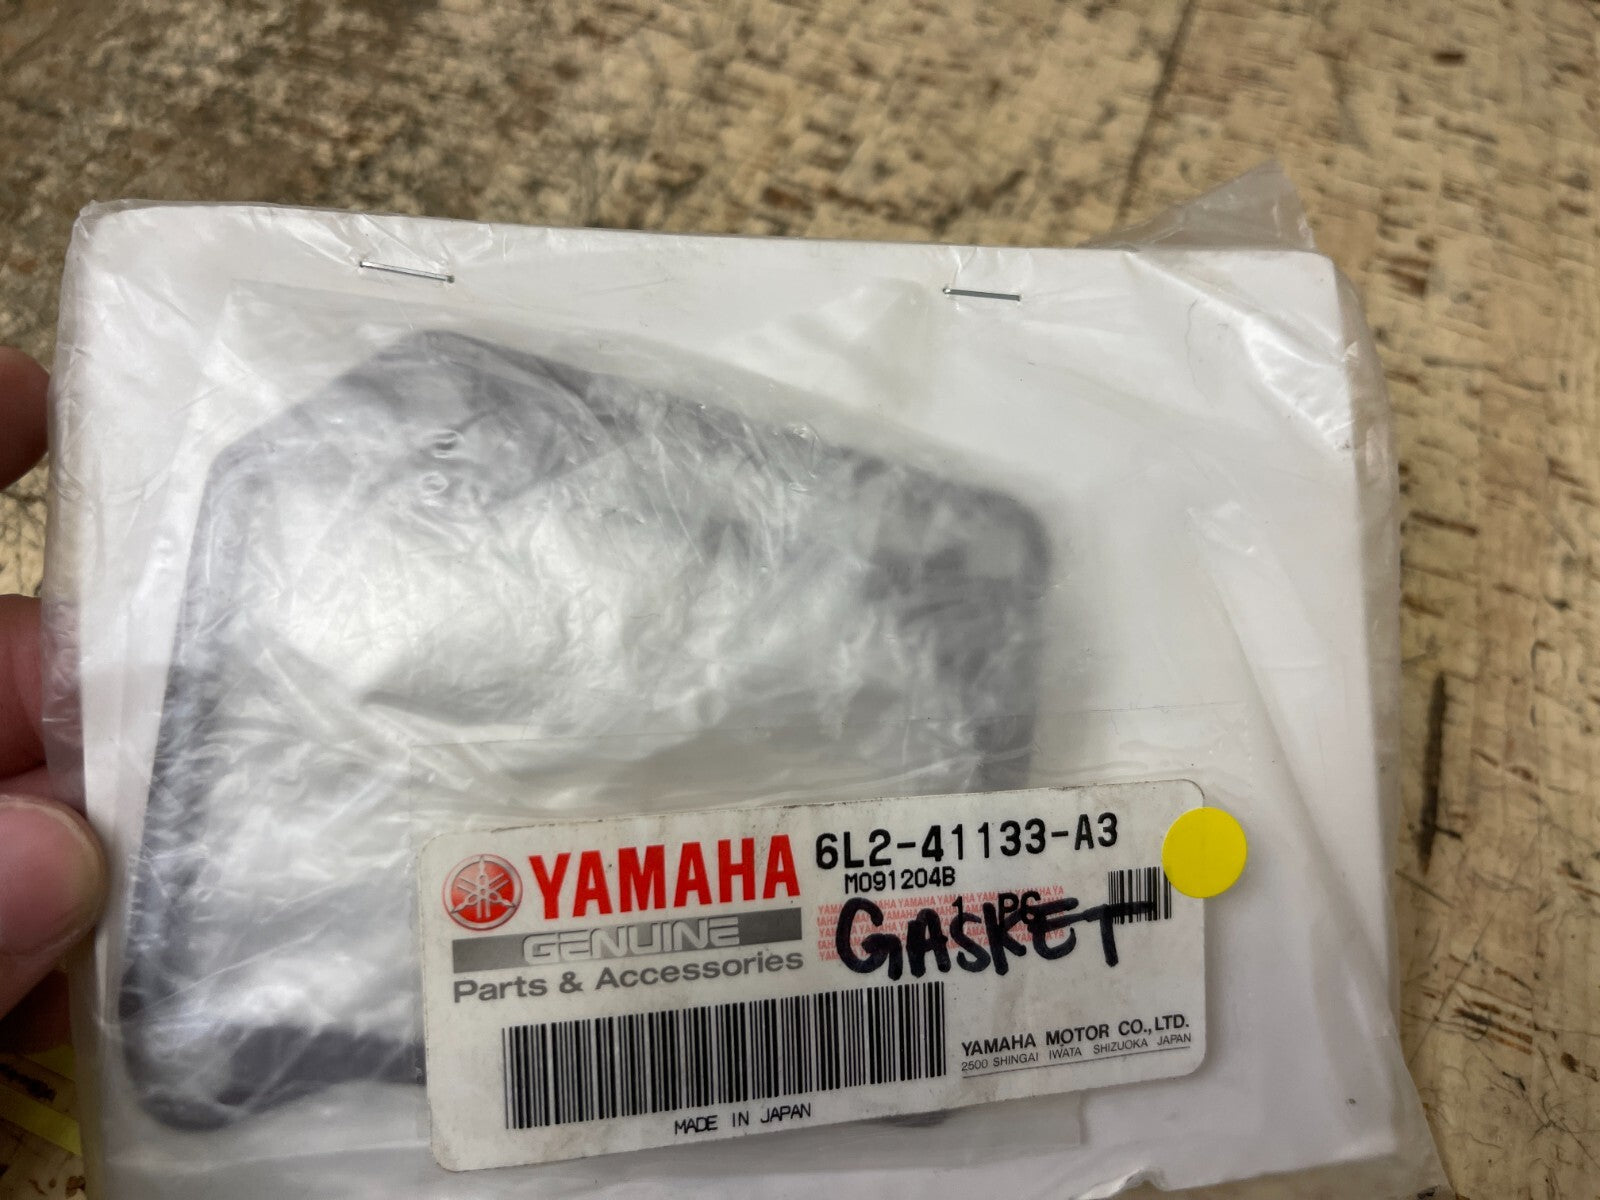 YAMAHA
GENUINE
Parts & Accessories
6L2-41133-A3
M091204B
1 PC
GASKET
YAMAHA MOTOR CO., LTD.
2500 SHINGAI IWATA SHIZUOKA JAPAN
MADE IN JAPAN